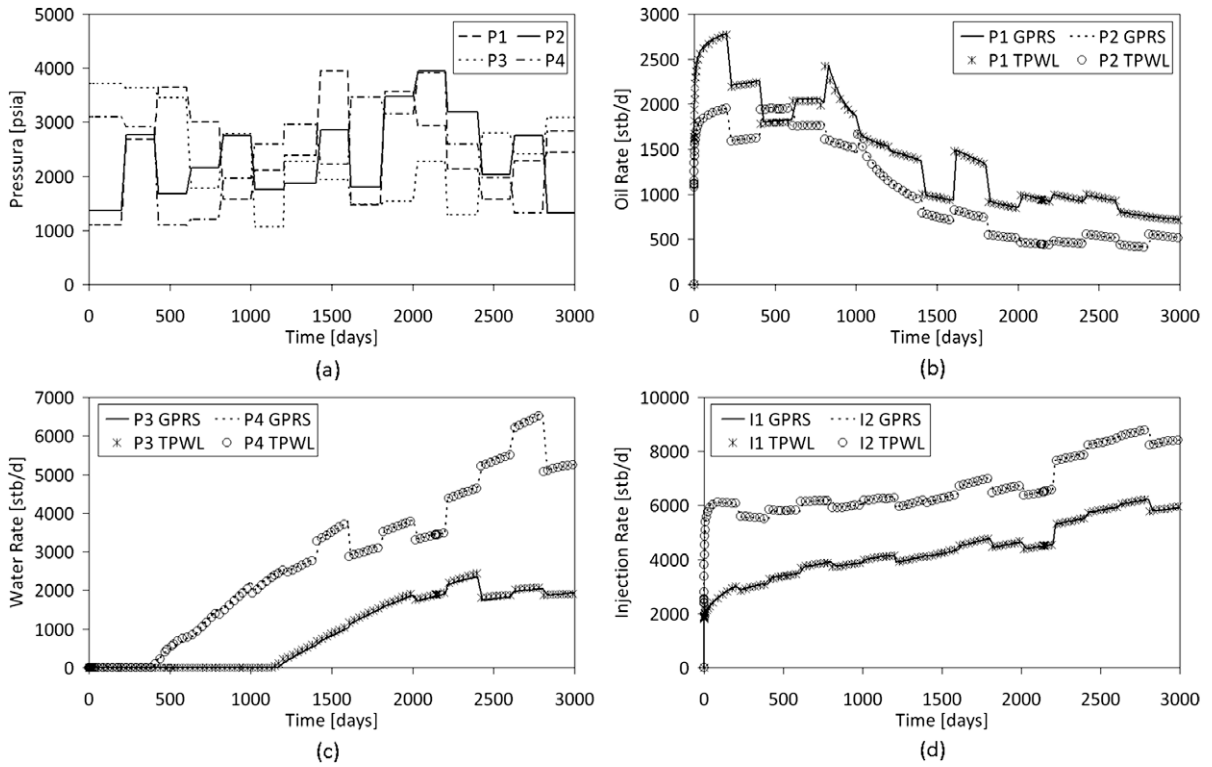 5000
4000
3000
2000
1000
0
Pressura [psia]
P1 P2
P3 P4
0 500 1000 1500 2000 2500 3000
Time [days]
(a)
3000
2500
2000
1500
1000
500
0
Oil Rate [stb/d]
P1 GPRS P2 GPRS
P1 TPWL P2 TPWL
0 500 1000 1500 2000 2500 3000
Time [days]
(b)
7000
6000
5000
4000
3000
2000
1000
0
Water Rate [stb/d]
P3 GPRS P4 GPRS
P3 TPWL P4 TPWL
0 500 1000 1500 2000 2500 3000
Time [days]
(c)
10000
8000
6000
4000
2000
0
Injection Rate [stb/d]
I1 GPRS I2 GPRS
I1 TPWL I2 TPWL
0 500 1000 1500 2000 2500 3000
Time [days]
(d)